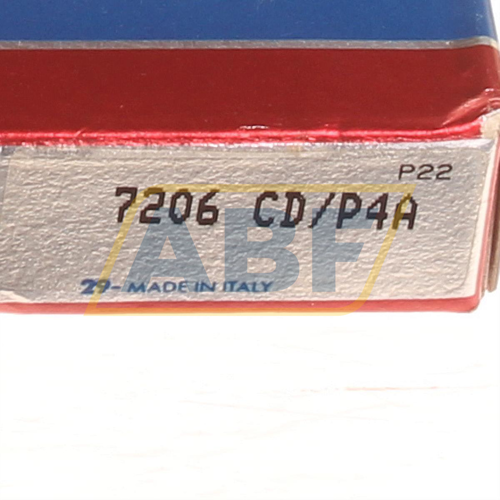 P22
7206 CD/P4A
ABF
29- MADE IN ITALY